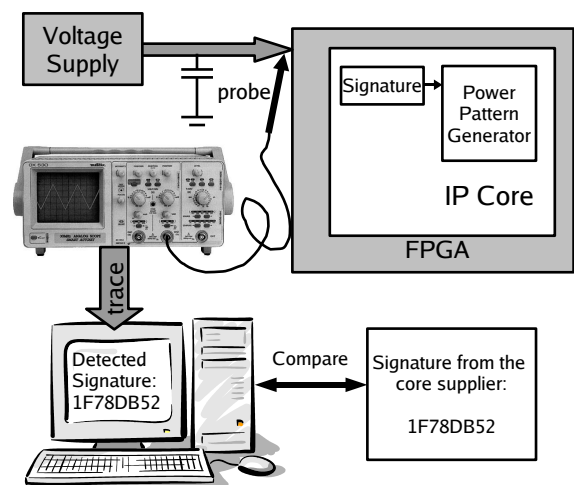 Voltage
Supply
probe
Signature
Power
Pattern
Generator
IP Core
FPGA
trace
Detected
Signature:
1F78DB52
Compare
Signature from the
core supplier:
1F78DB52